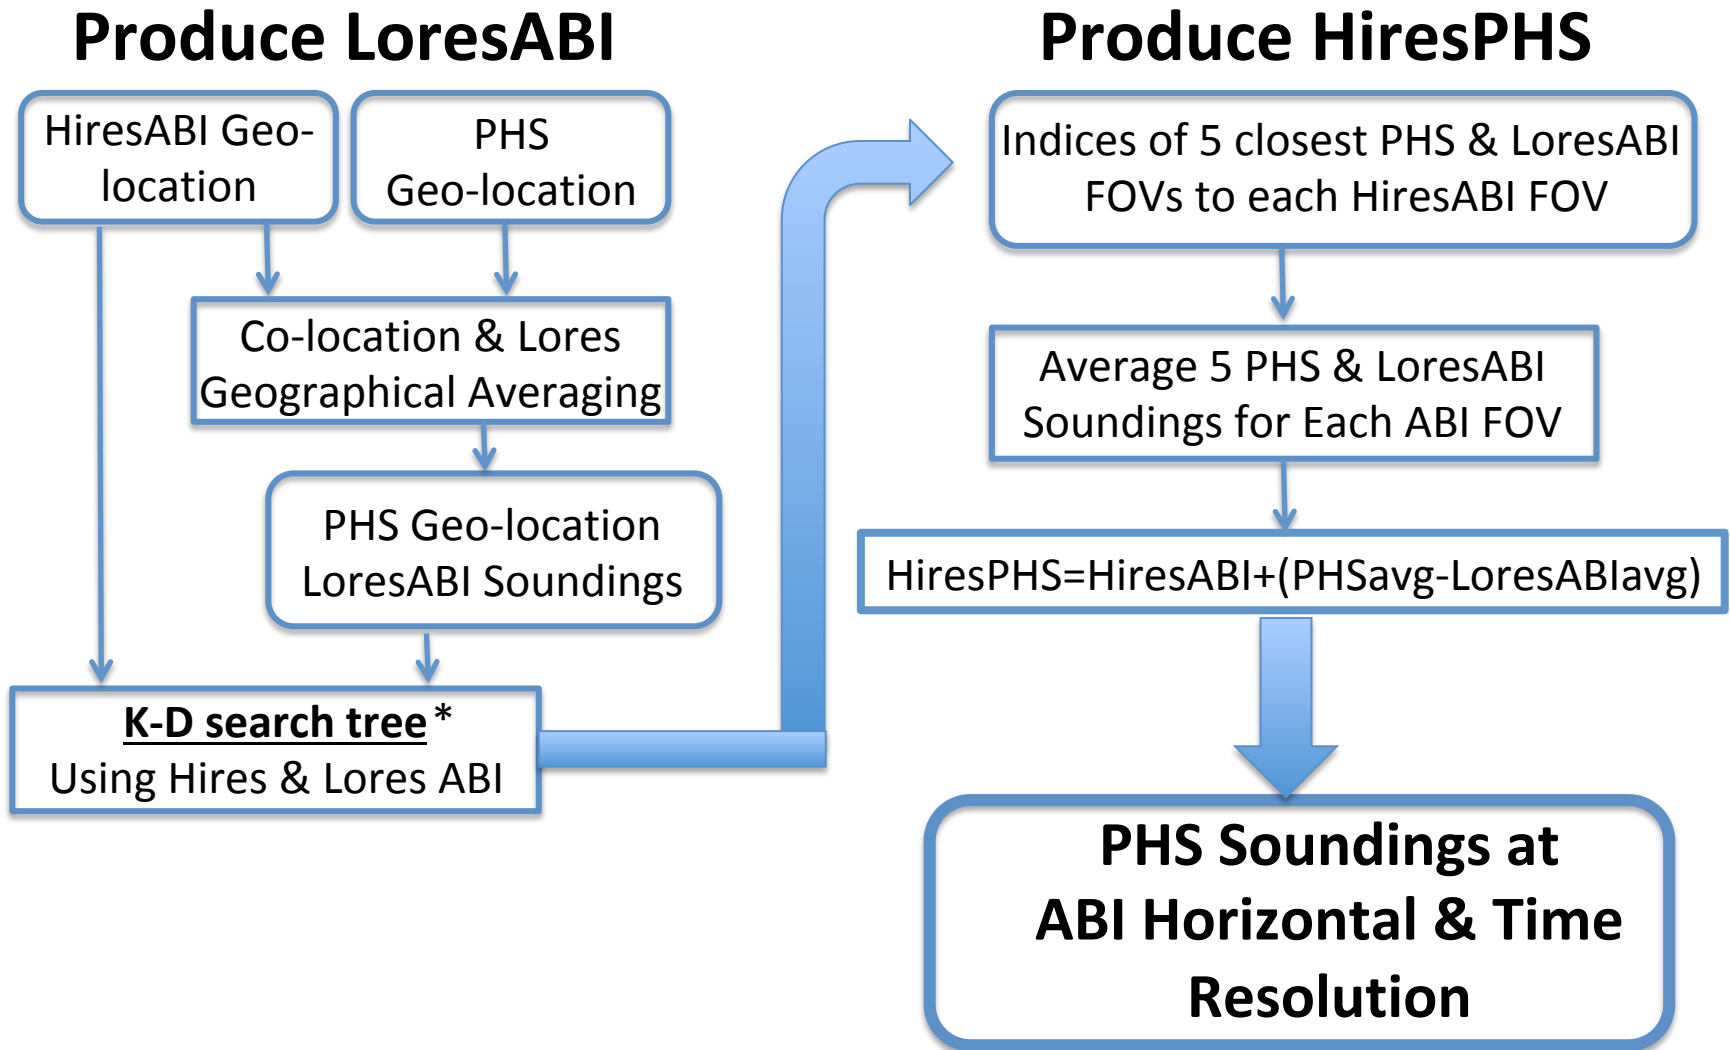 Produce LoresABI
HiresABI Geo-
location
PHS
Geo-location
Co-location & Lores
Geographical Averaging
PHS Geo-location
LoresABI Soundings
K-D search tree*
Using Hires & Lores ABI
Produce HiresPHS
Indices of 5 closest PHS & LoresABI
FOVs to each HiresABI FOV
Average 5 PHS & LoresABI
Soundings for Each ABI FOV
HiresPHS=HiresABI+(PHSavg-LoresABIavg)
PHS Soundings at
ABI Horizontal & Time
Resolution